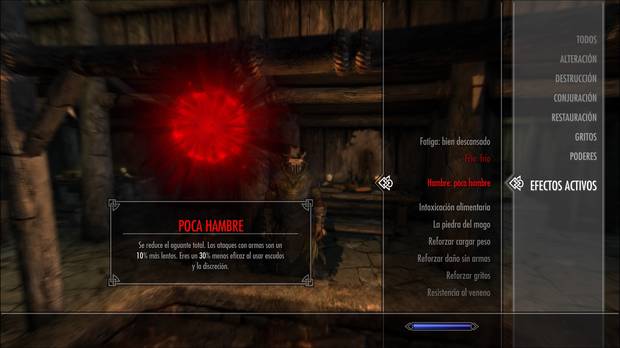 TODOS
ALTERACIÓN
DESTRUCCIÓN
CONJURACIÓN
RESTAURACIÓN
GRITOS
PODERES
EFECTOS ACTIVOS
Fatiga: bien descansado
Frío: frío
Hambre: poca hambre
Intoxicación alimentaria
La piedra del mago
Reforzar cargar peso
Reforzar daño sin armas
Reforzar gritos
Resistencia al veneno
POCA HAMBRE
Se reduce el aguante total. Los ataques con armas son un
10% más lentos. Eres un 30% menos eficaz al usar escudos
y la discreción.